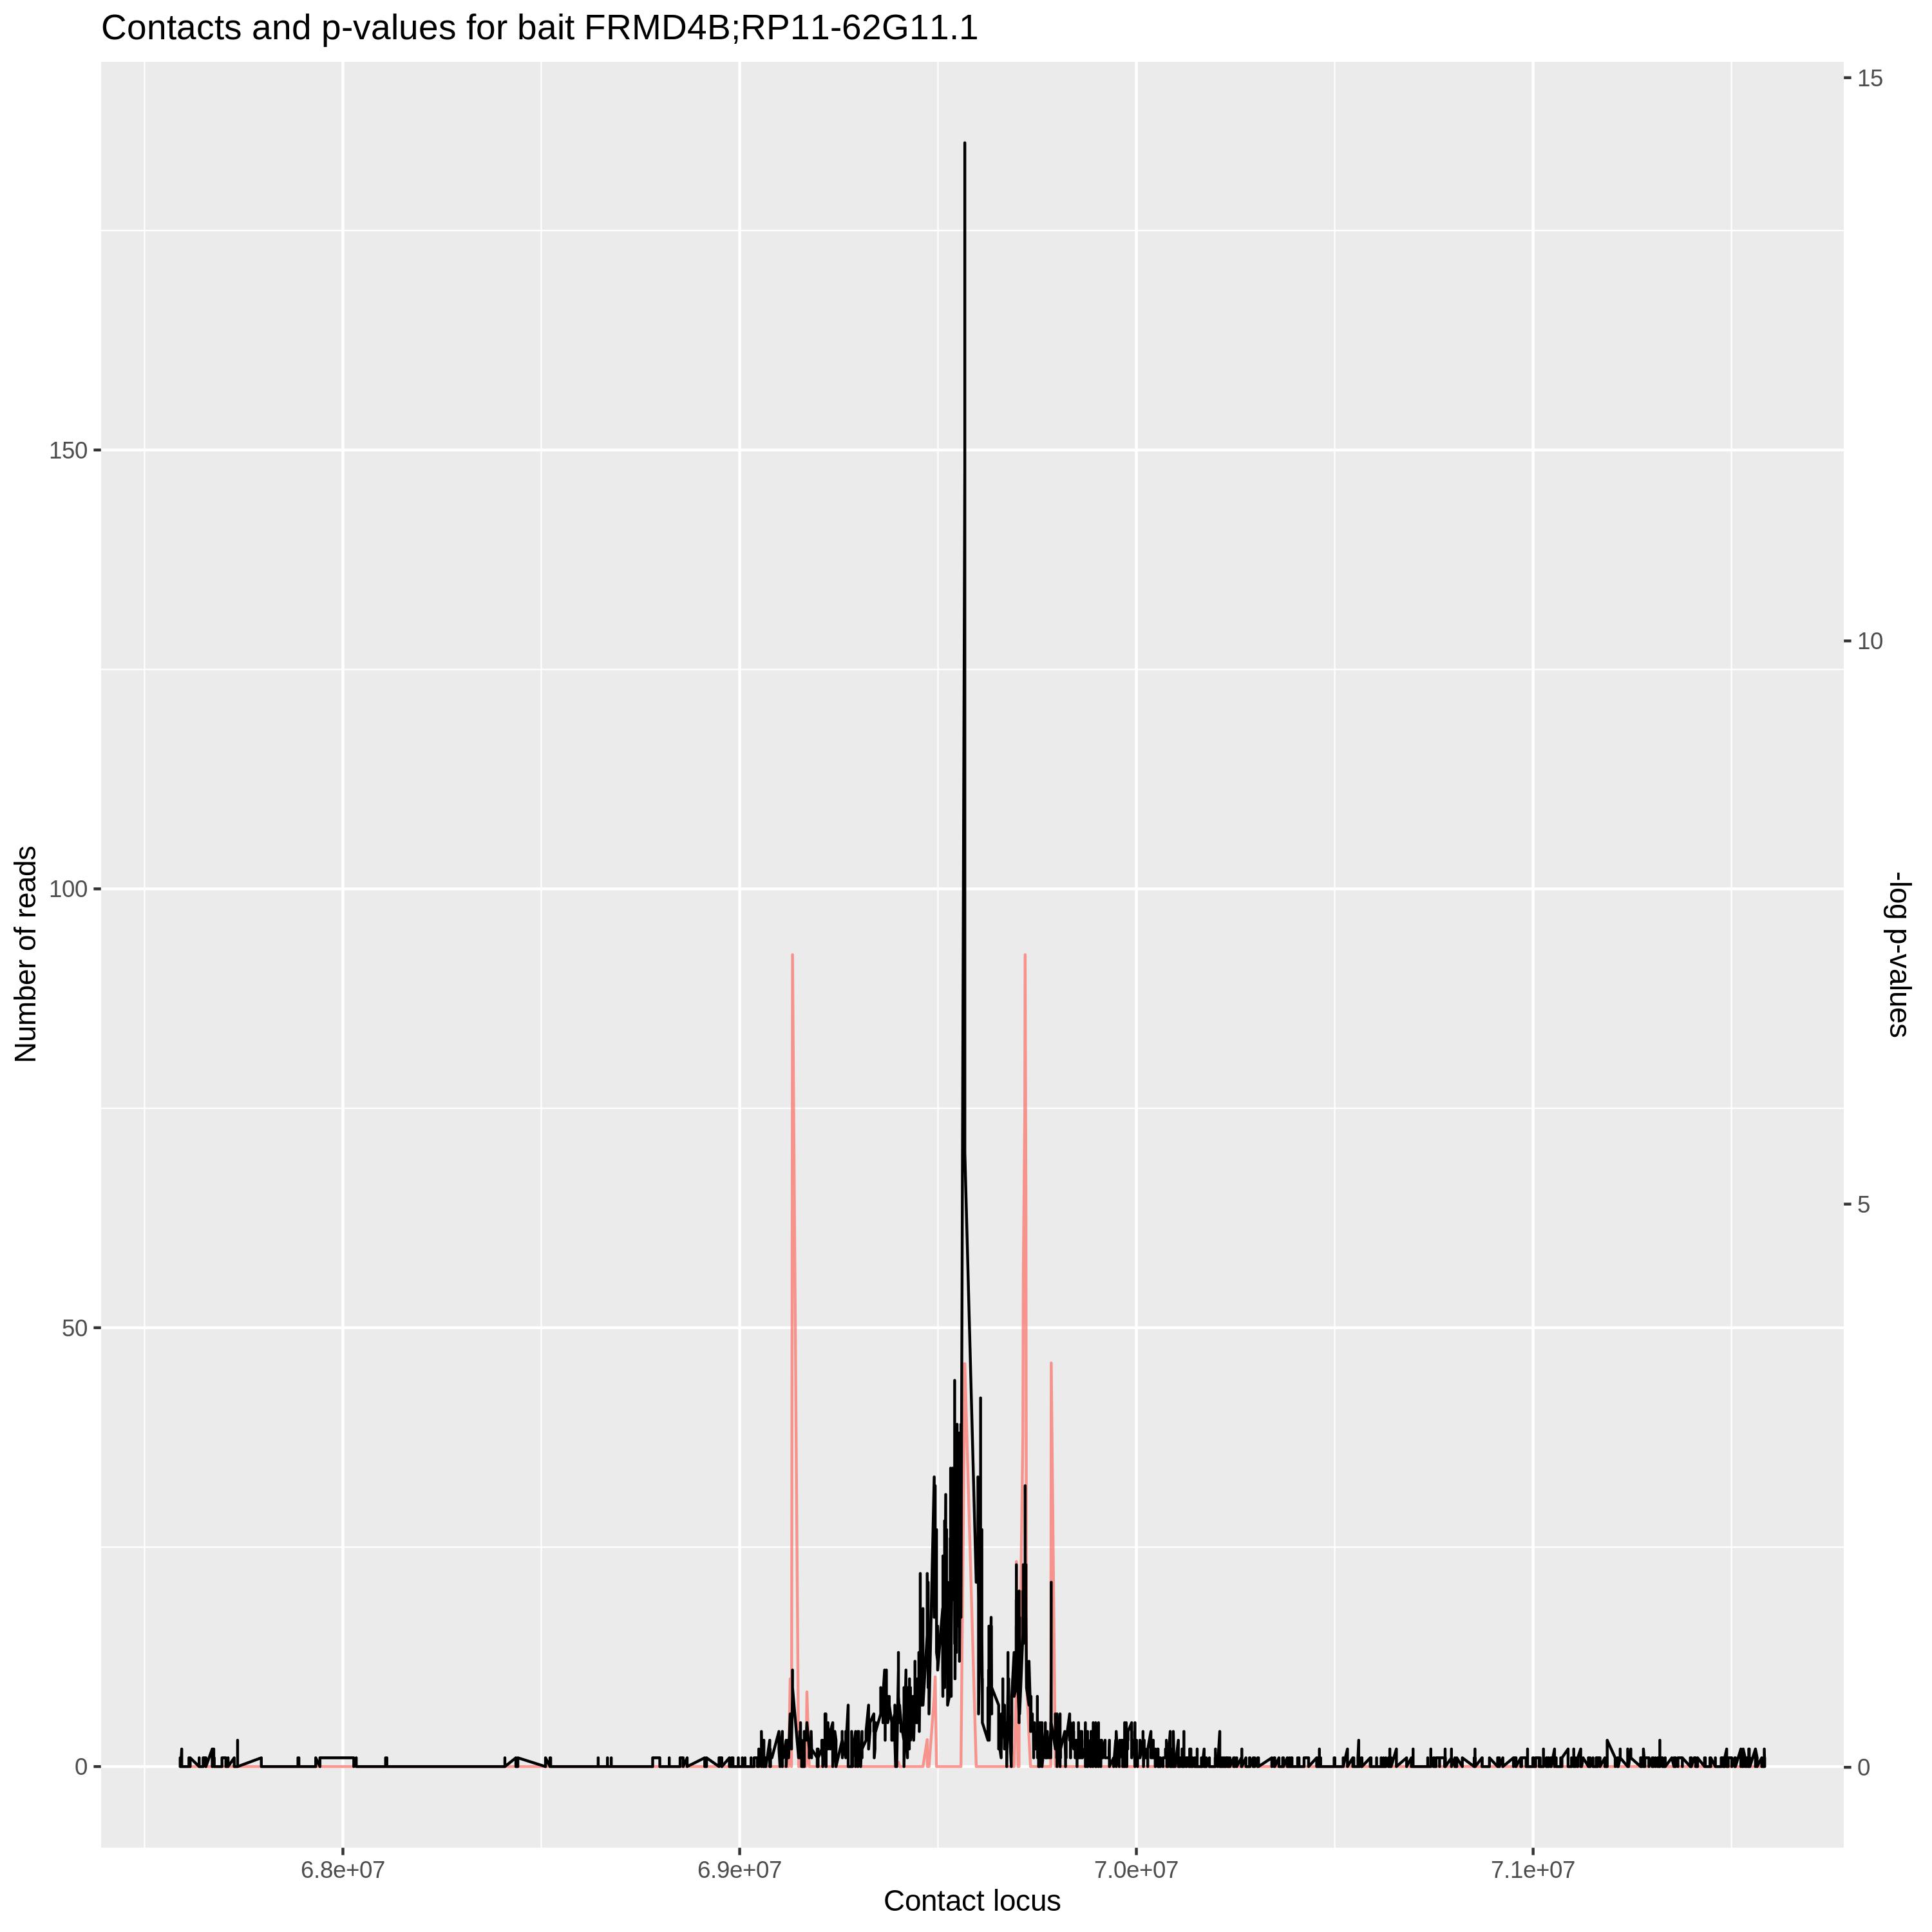 Contacts and p-values for bait FRMD4B;RP11-62G11.1
15
150
10
100
Number of reads
-log p-values
5
50
0
0
6.8e+07
6.9e+07
7.0e+07
7.1e+07
Contact locus